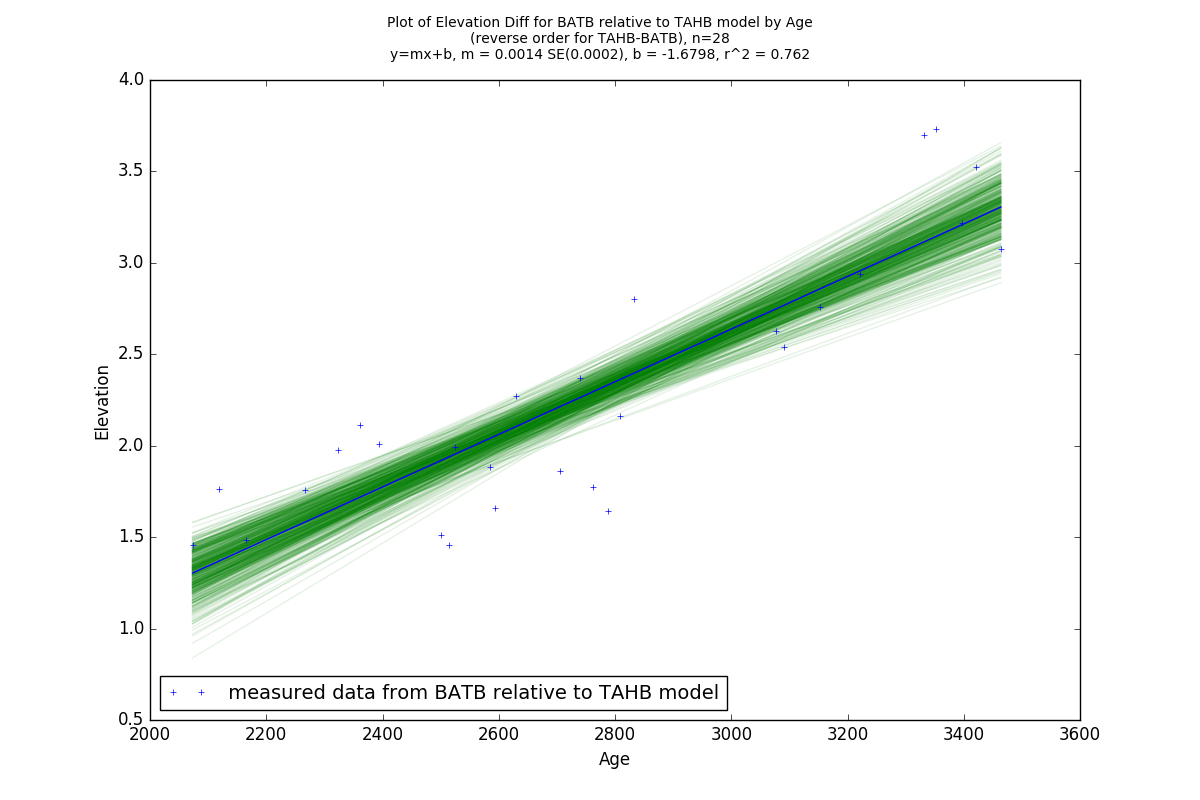 Plot of Elevation Diff for BATB relative to TAHB model by Age
(reverse order for TAHB-BATB), n=28
y=mx+b, m = 0.0014 SE(0.0002), b = -1.6798, r^2 = 0.762
4.0
3.5
3.0
2.5
2.0
1.5
1.0
0.5
Elevation
measured data from BATB relative to TAHB model
2000 2200 2400 2600 2800 3000 3200 3400 3600
Age